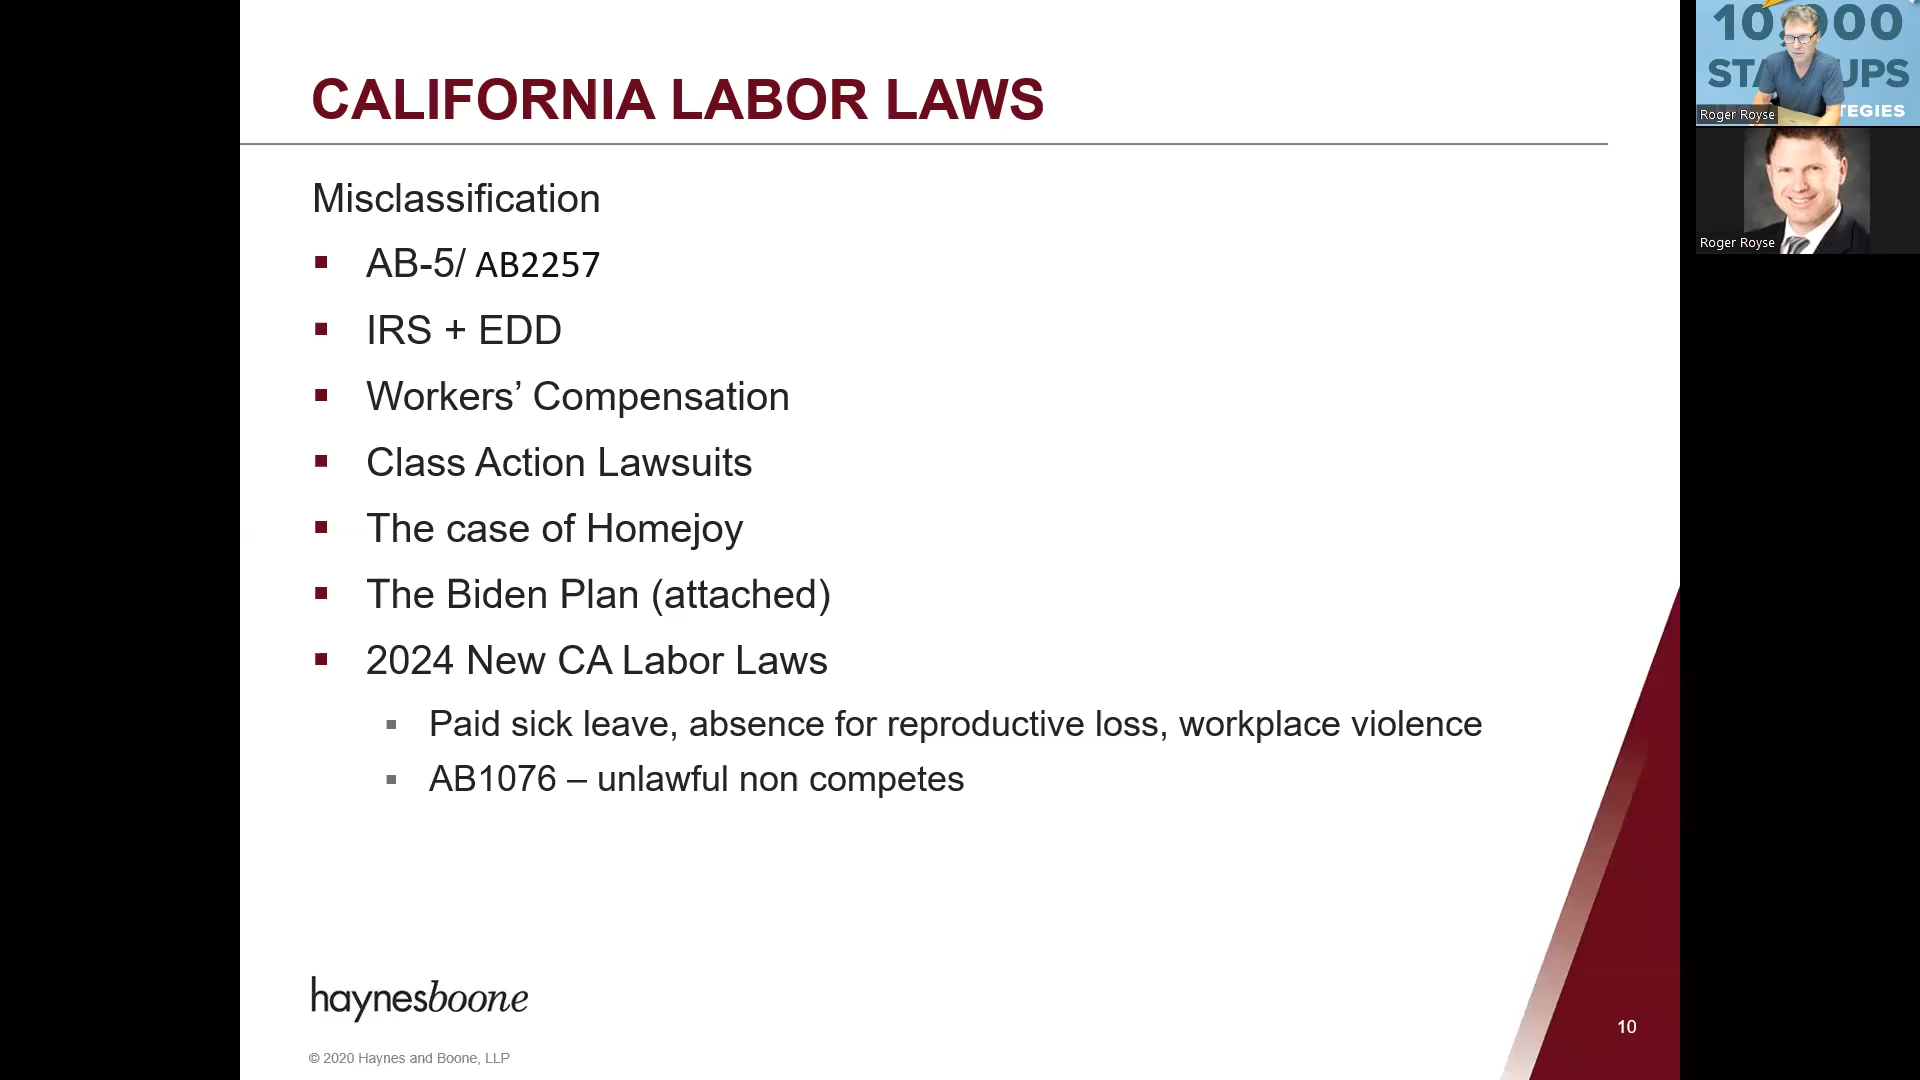 CALIFORNIA LABOR LAWS
Misclassification
▪ AB-5/ AB2257
▪ IRS + EDD
▪ Workers’ Compensation
▪ Class Action Lawsuits
▪ The case of Homejoy
▪ The Biden Plan (attached)
▪ 2024 New CA Labor Laws
▪ Paid sick leave, absence for reproductive loss, workplace violence
▪ AB1076 – unlawful non competes
haynesboone
© 2020 Haynes and Boone, LLP
10
Roger Royse
Roger Royse